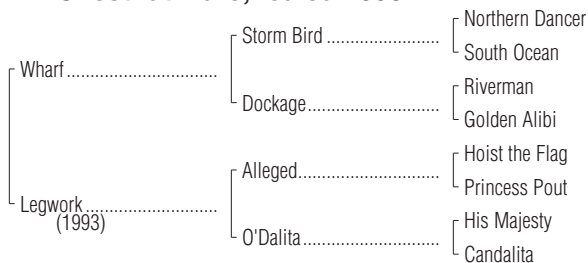 Northern Dancer
Storm Bird
South Ocean
Wharf
Riverman
Dockage
Golden Alibi
Hoist the Flag
Alleged
Princess Pout
Legwork
(1993)
His Majesty
O'Dalita
Candalita